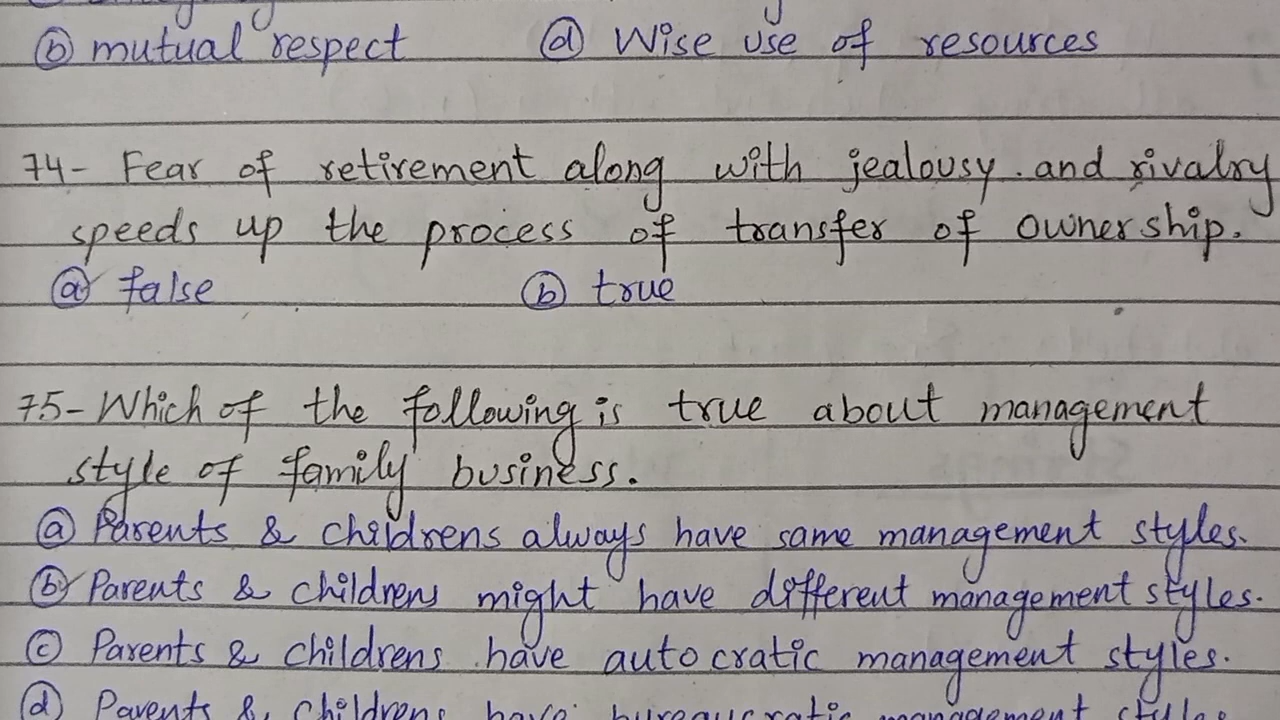 ⓑ mutual respect ⓓ Wise use of resources
74- Fear of retirement along with jealousy. and rivalry
speeds up the process of transfer of ownership.
ⓐ false ⓑ true
75- Which of the following is true about management
style of family business.
ⓐ Parents & childrens always have same management styles.
ⓑ Parents & childrens might have different management styles.
ⓒ Parents & childrens have autocratic management styles.
ⓓ Parents & childrens have bureaucratic management styles